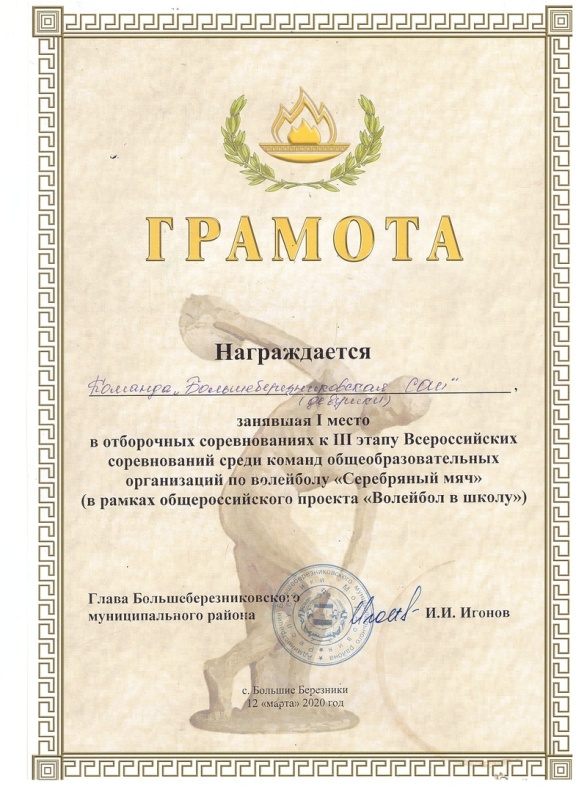 ГРАМОТА
Награждается
Команда „Большеберезниковская СОШ"
(девушки)
,
занявшая I место
в отборочных соревнованиях к III этапу Всероссийских
соревнований среди команд общеобразовательных
организаций по волейболу «Серебряный мяч»
(в рамках общероссийского проекта «Волейбол в школу»)
Глава Большеберезниковского
муниципального района
И.И. Игонов
с. Большие Березники
12 «марта» 2020 год